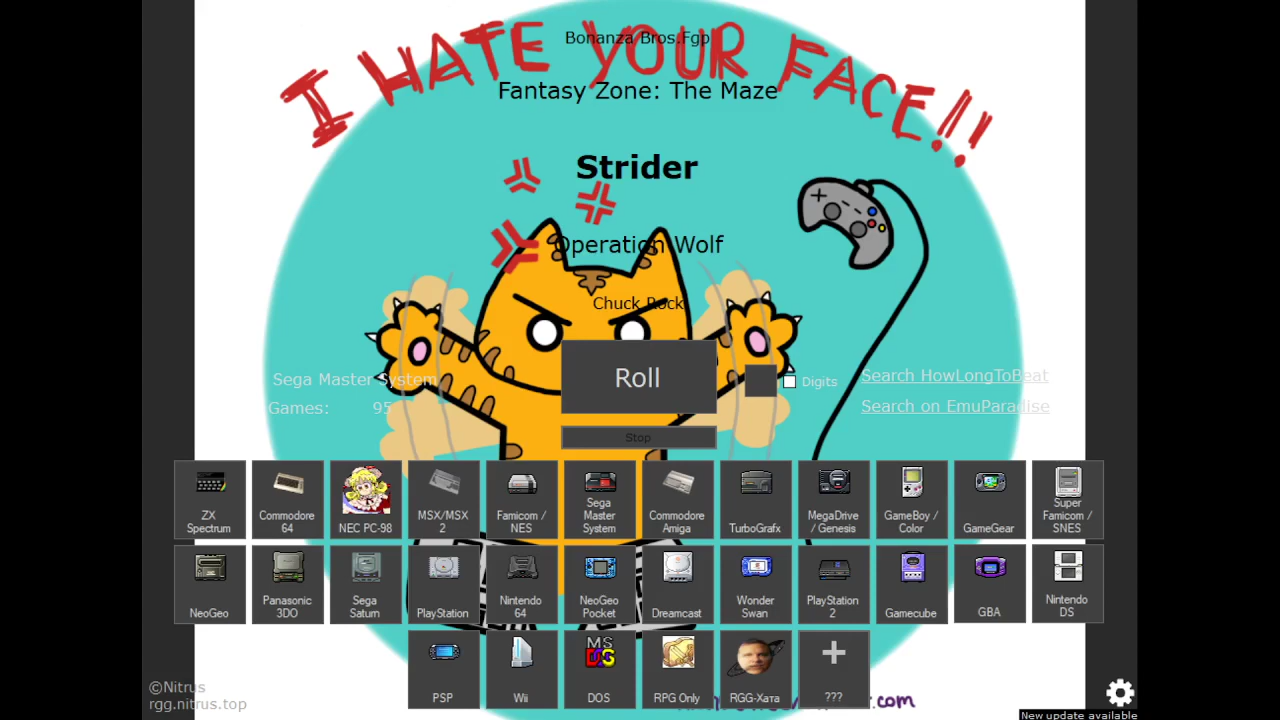 I HATE YOUR FACE!!
Bonanza Bros.Fgp
Fantasy Zone: The Maze
Strider
Operation Wolf
Chuck Rock
Sega Master System
Games: 95
Roll
Stop
Digits
Search HowLongToBeat
Search on EmuParadise
ZX
Spectrum
Commodore
64
NEC PC-98
MSX/MSX
2
Famicom /
NES
Sega
Master
System
Commodore
Amiga
TurboGrafx
MegaDrive
/ Genesis
GameBoy /
Color
GameGear
Super
Famicom /
SNES
NeoGeo
Panasonic
3DO
Sega
Saturn
PlayStation
Nintendo
64
NeoGeo
Pocket
Dreamcast
Wonder
Swan
PlayStation
2
Gamecube
GBA
Nintendo
DS
PSP
Wii
MS
DOS
DOS
RPG Only
RGG-Хата
???
.com
©Nitrus
rgg.nitrus.top
New update available